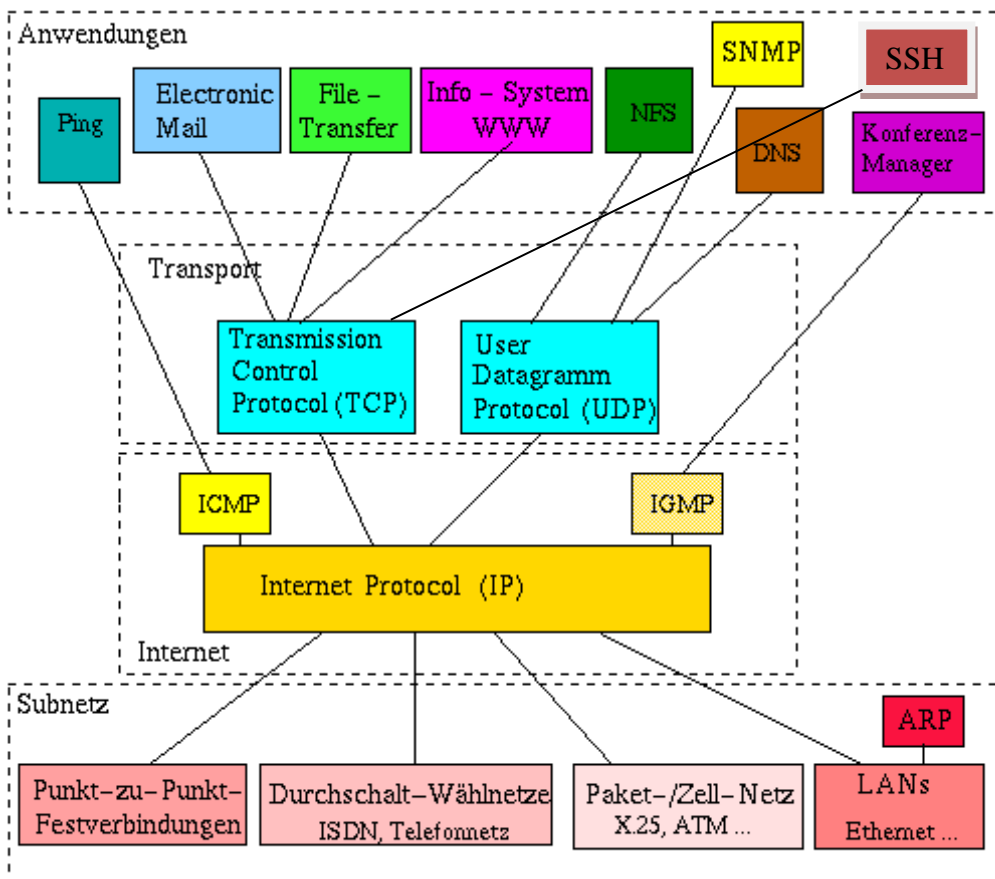 Anwendungen
SNMP
SSH
Ping
Electronic
Mail
File -
Transfer
Info - System
WWW
NFS
DNS
Konferenz-
Manager
Transport
Transmission
Control
Protocol (TCP)
User
Datagramm
Protocol (UDP)
ICMP
IGMP
Internet Protocol (IP)
Internet
Subnetz
ARP
Punkt-zu-Punkt-
Festverbindungen
Durchschalt-Wählnetze
ISDN, Telefonnetz
Paket-/Zell-Netz
X.25, ATM ...
LANs
Ethernet ...